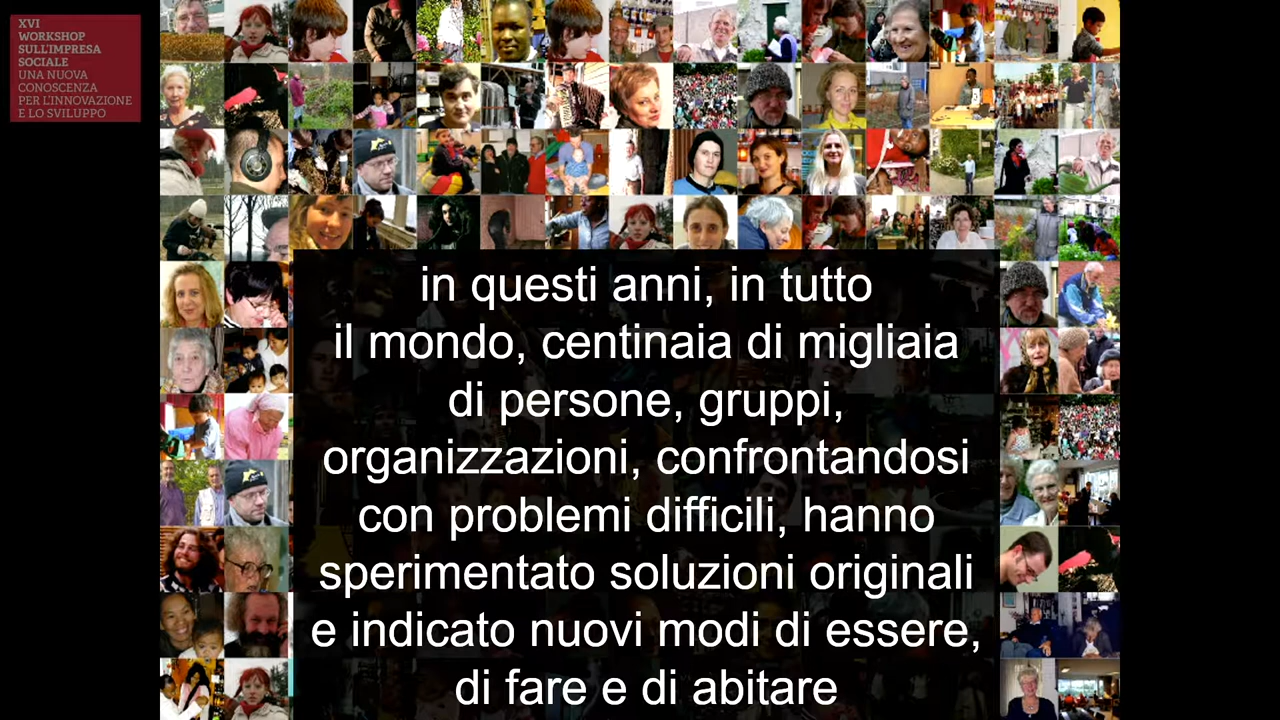 XVI
WORKSHOP
SULL'IMPRESA
SOCIALE
UNA NUOVA
CONOSCENZA
PER L'INNOVAZIONE
E LO SVILUPPO
in questi anni, in tutto
il mondo, centinaia di migliaia
di persone, gruppi,
organizzazioni, confrontandosi
con problemi difficili, hanno
sperimentato soluzioni originali
e indicato nuovi modi di essere,
di fare e di abitare